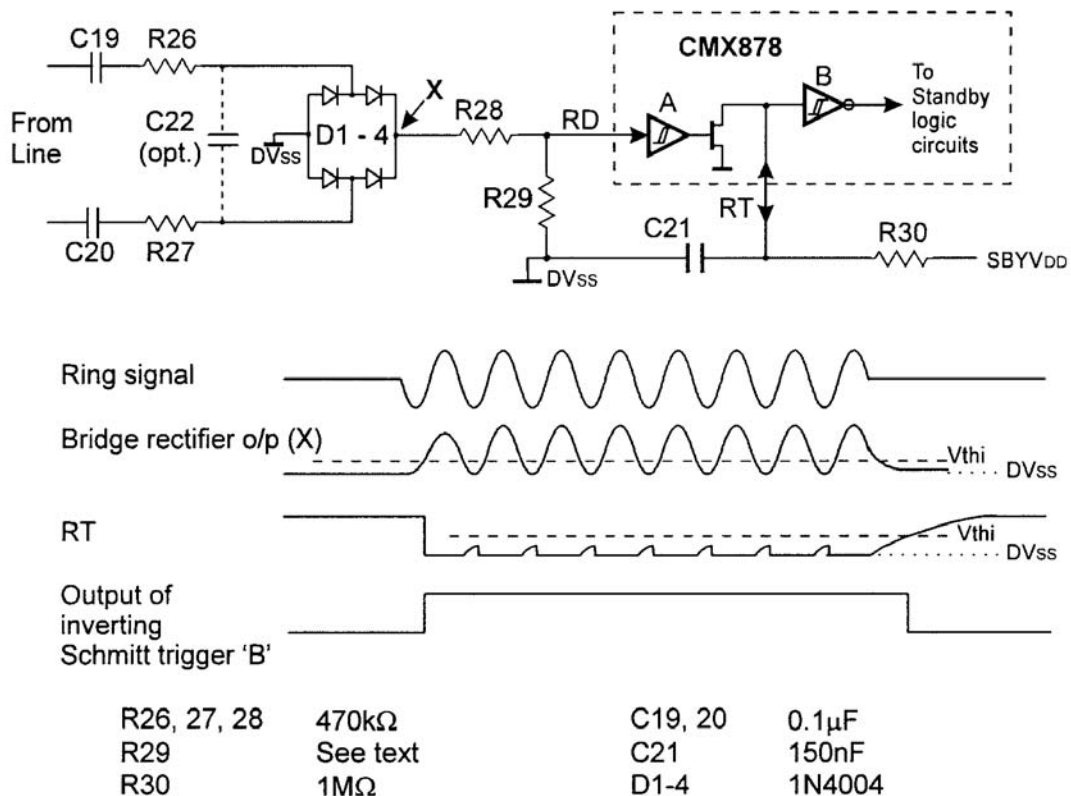 C19
R26
CMX878
X
A
B
From
Line
C22
(opt.)
DVSS
D1 - 4
R28
RD
To
Standby
logic
circuits
R29
RT
C20
R27
C21
R30
DVSS
SBYVDD
Ring signal
Bridge rectifier o/p (X)
Vthi
DVSS
RT
Vthi
DVSS
Output of
inverting
Schmitt trigger ‘B’
R26, 27, 28 470kΩ C19, 20 0.1μF
R29 See text C21 150nF
R30 1MΩ D1-4 1N4004